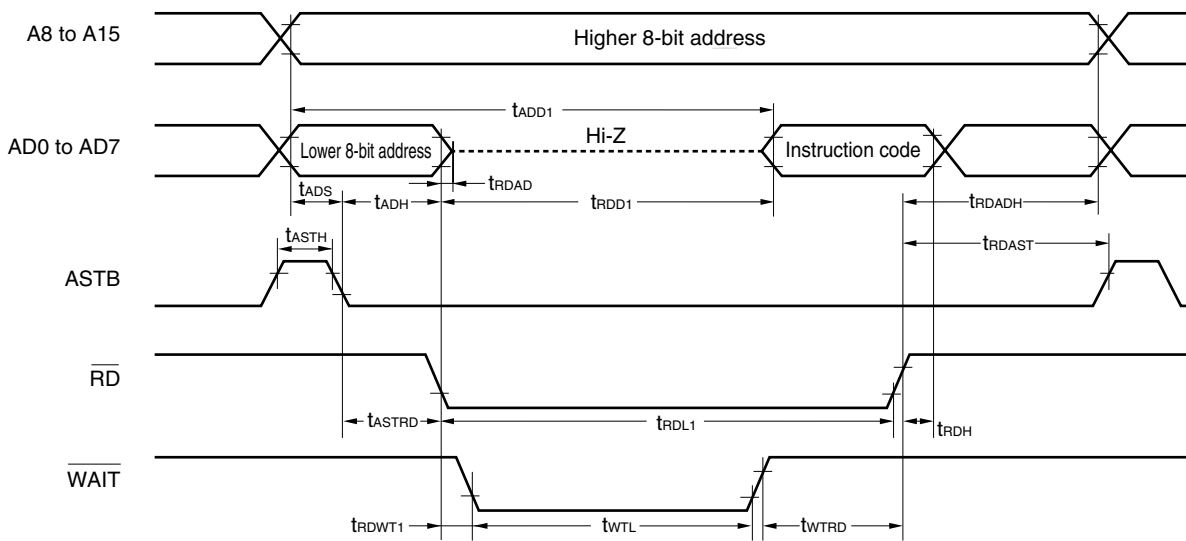 A8 to A15
Higher 8-bit address
tADD1
AD0 to AD7
Lower 8-bit address
Hi-Z
Instruction code
tRDAD
tADS
tADH
tRDD1
tRDADH
tASTH
tRDAST
ASTB
RD
tASTRD
tRDL1
tRDH
WAIT
tRDWT1
tWTL
tWTRD